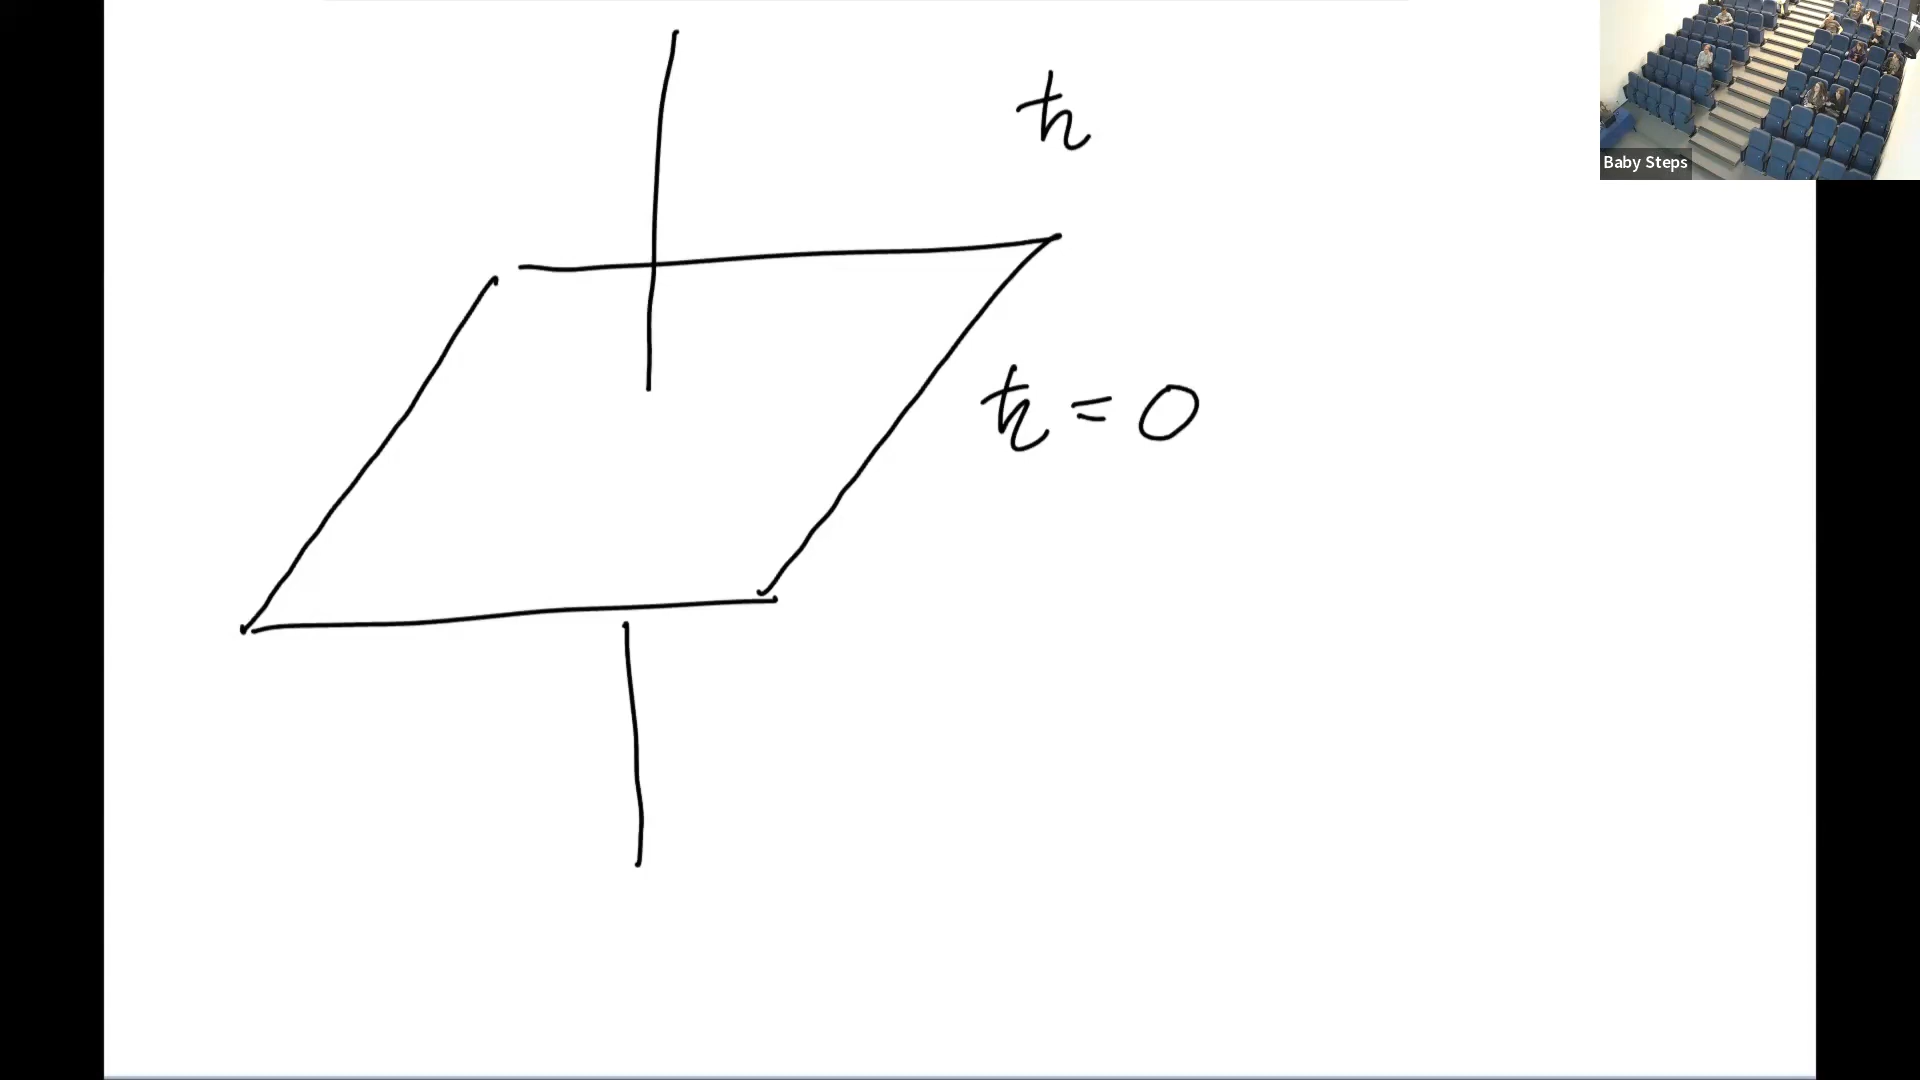 ℏ
Baby Steps
ℏ = 0